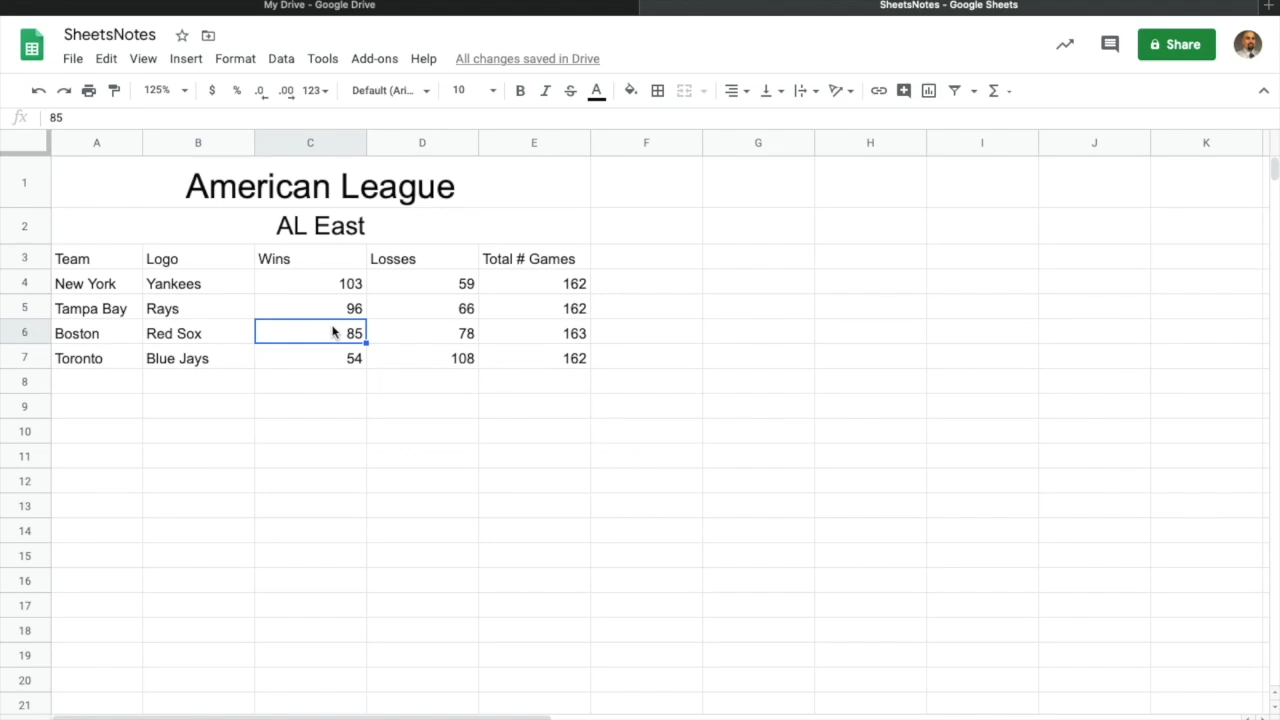 My Drive - Google Drive
SheetsNotes - Google Sheets
SheetsNotes
File Edit View Insert Format Data Tools Add-ons Help All changes saved in Drive
Share
125% $ % .0 .00 123 Default (Ari... 10 B I S A Σ
fx 85
A B C D E F G H I J K
1 American League
2 AL East
3 Team Logo Wins Losses Total # Games
4 New York Yankees 103 59 162
5 Tampa Bay Rays 96 66 162
6 Boston Red Sox 85 78 163
7 Toronto Blue Jays 54 108 162
8
9
10
11
12
13
14
15
16
17
18
19
20
21